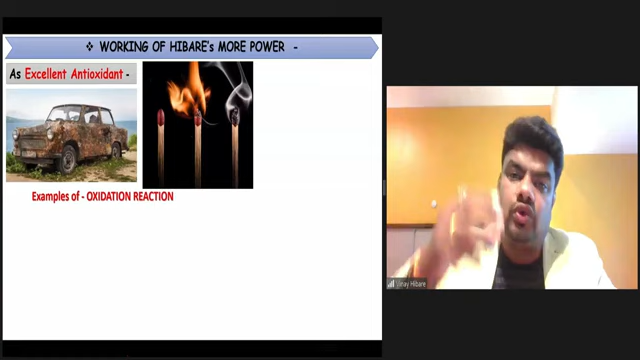 ❖ WORKING OF HIBARE's MORE POWER -
As Excellent Antioxidant -
Examples of - OXIDATION REACTION
Vinay Hibare